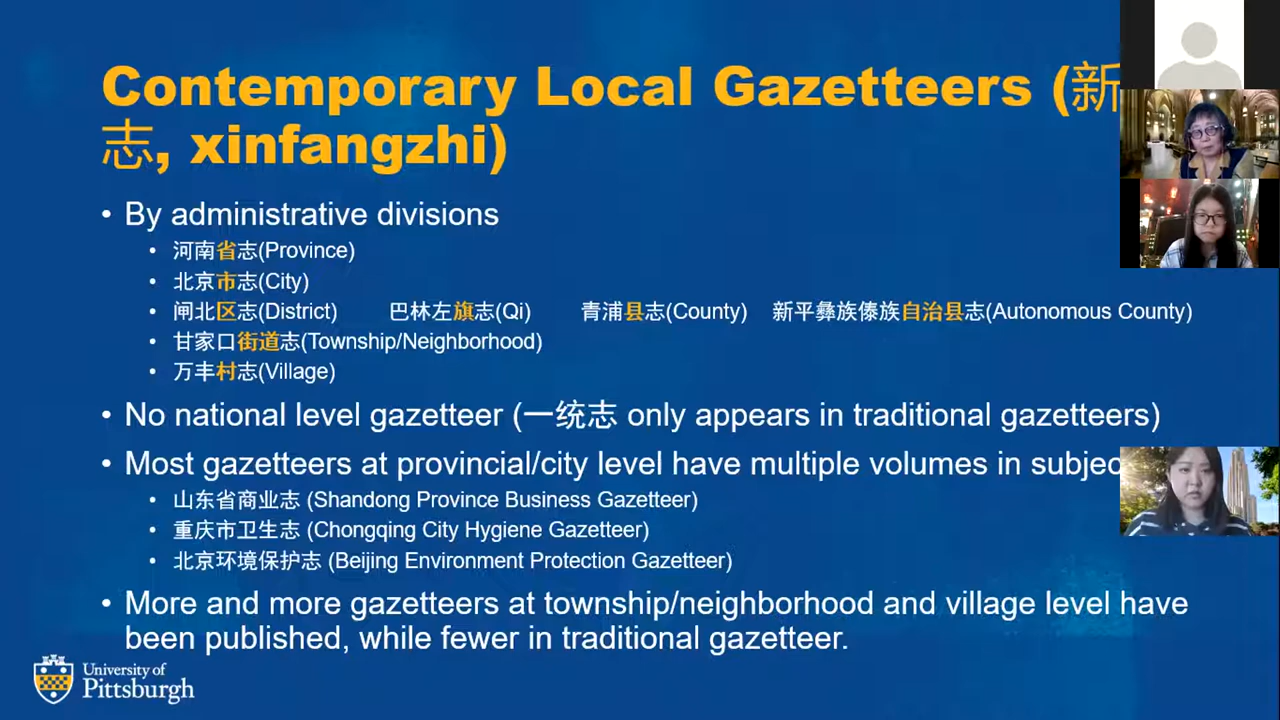 Contemporary Local Gazetteers (新
志, xinfangzhi)
• By administrative divisions
• 河南省志(Province)
• 北京市志(City)
• 闸北区志(District) 巴林左旗志(Qi) 青浦县志(County) 新平彝族傣族自治县志(Autonomous County)
• 甘家口街道志(Township/Neighborhood)
• 万丰村志(Village)
• No national level gazetteer (一统志 only appears in traditional gazetteers)
• Most gazetteers at provincial/city level have multiple volumes in subjec
• 山东省商业志 (Shandong Province Business Gazetteer)
• 重庆市卫生志 (Chongqing City Hygiene Gazetteer)
• 北京环境保护志 (Beijing Environment Protection Gazetteer)
• More and more gazetteers at township/neighborhood and village level have
been published, while fewer in traditional gazetteer.
University of
Pittsburgh